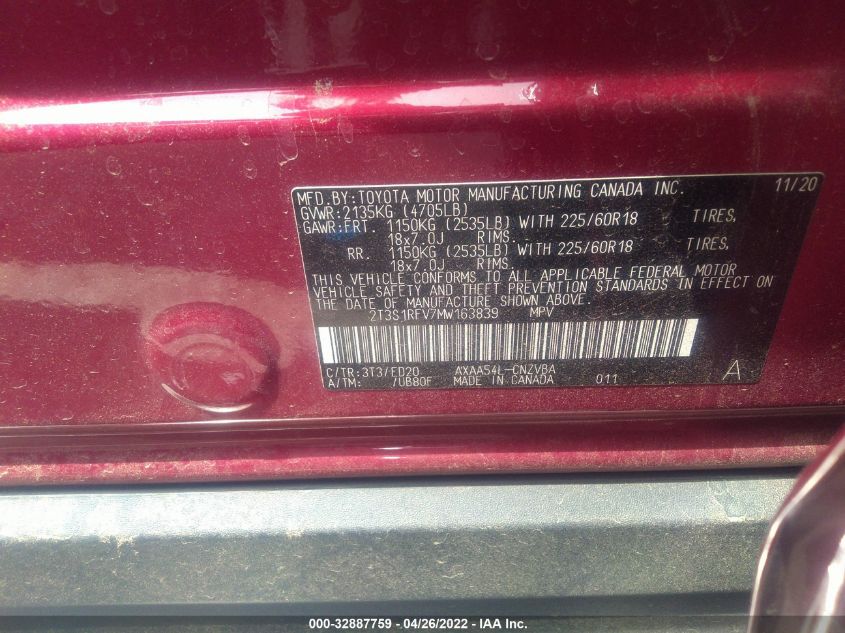 MFD. BY: TOYOTA MOTOR MANUFACTURING CANADA INC. 11/20
GVWR: 2135KG (4705LB)
GAWR: FRT. 1150KG (2535LB) WITH 225/60R18 TIRES,
18x7.0J RIMS.
RR. 1150KG (2535LB) WITH 225/60R18 TIRES,
18x7.0J RIMS.
THIS VEHICLE CONFORMS TO ALL APPLICABLE FEDERAL MOTOR
VEHICLE SAFETY AND THEFT PREVENTION STANDARDS IN EFFECT ON
THE DATE OF MANUFACTURE SHOWN ABOVE.
2T3S1RFV7MW163839 MPV
C/TR: 3T3/FD20 AXAA54L-CNZVBA
A/TM: /UB80F MADE IN CANADA 011 A
000-32887759 - 04/26/2022 - IAA Inc.